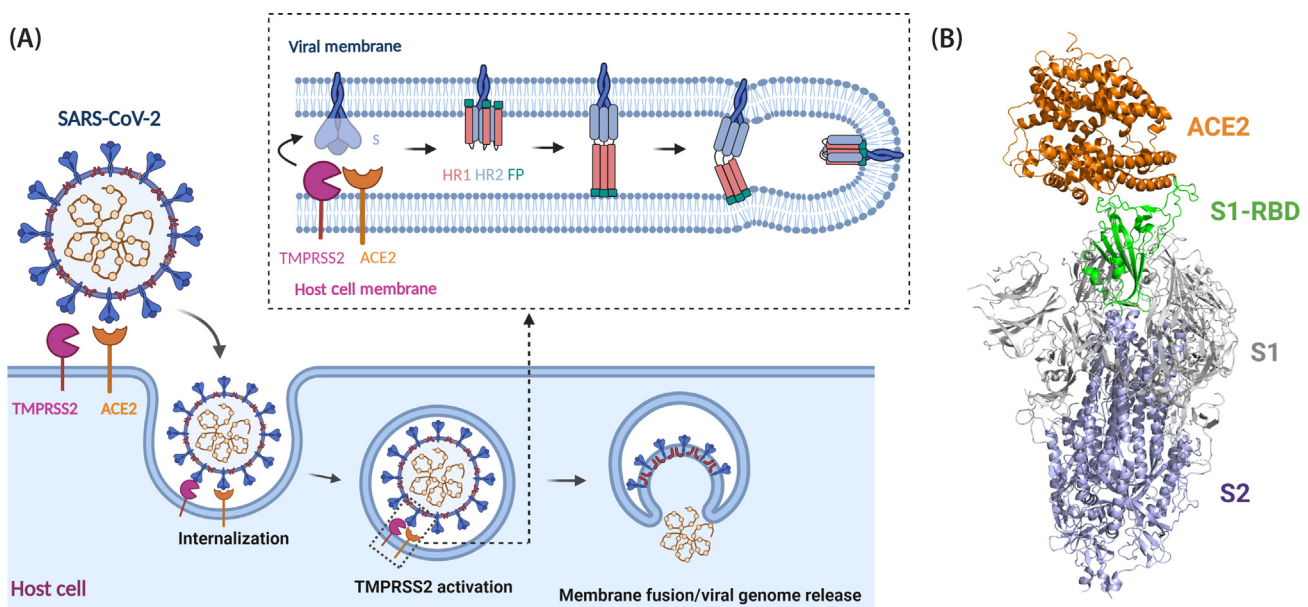 (A)
Viral membrane
SARS-CoV-2
S
HR1 HR2 FP
TMPRSS2 ACE2
Host cell membrane
TMPRSS2 ACE2
Internalization
TMPRSS2 activation
Membrane fusion/viral genome release
Host cell
(B)
ACE2
S1-RBD
S1
S2